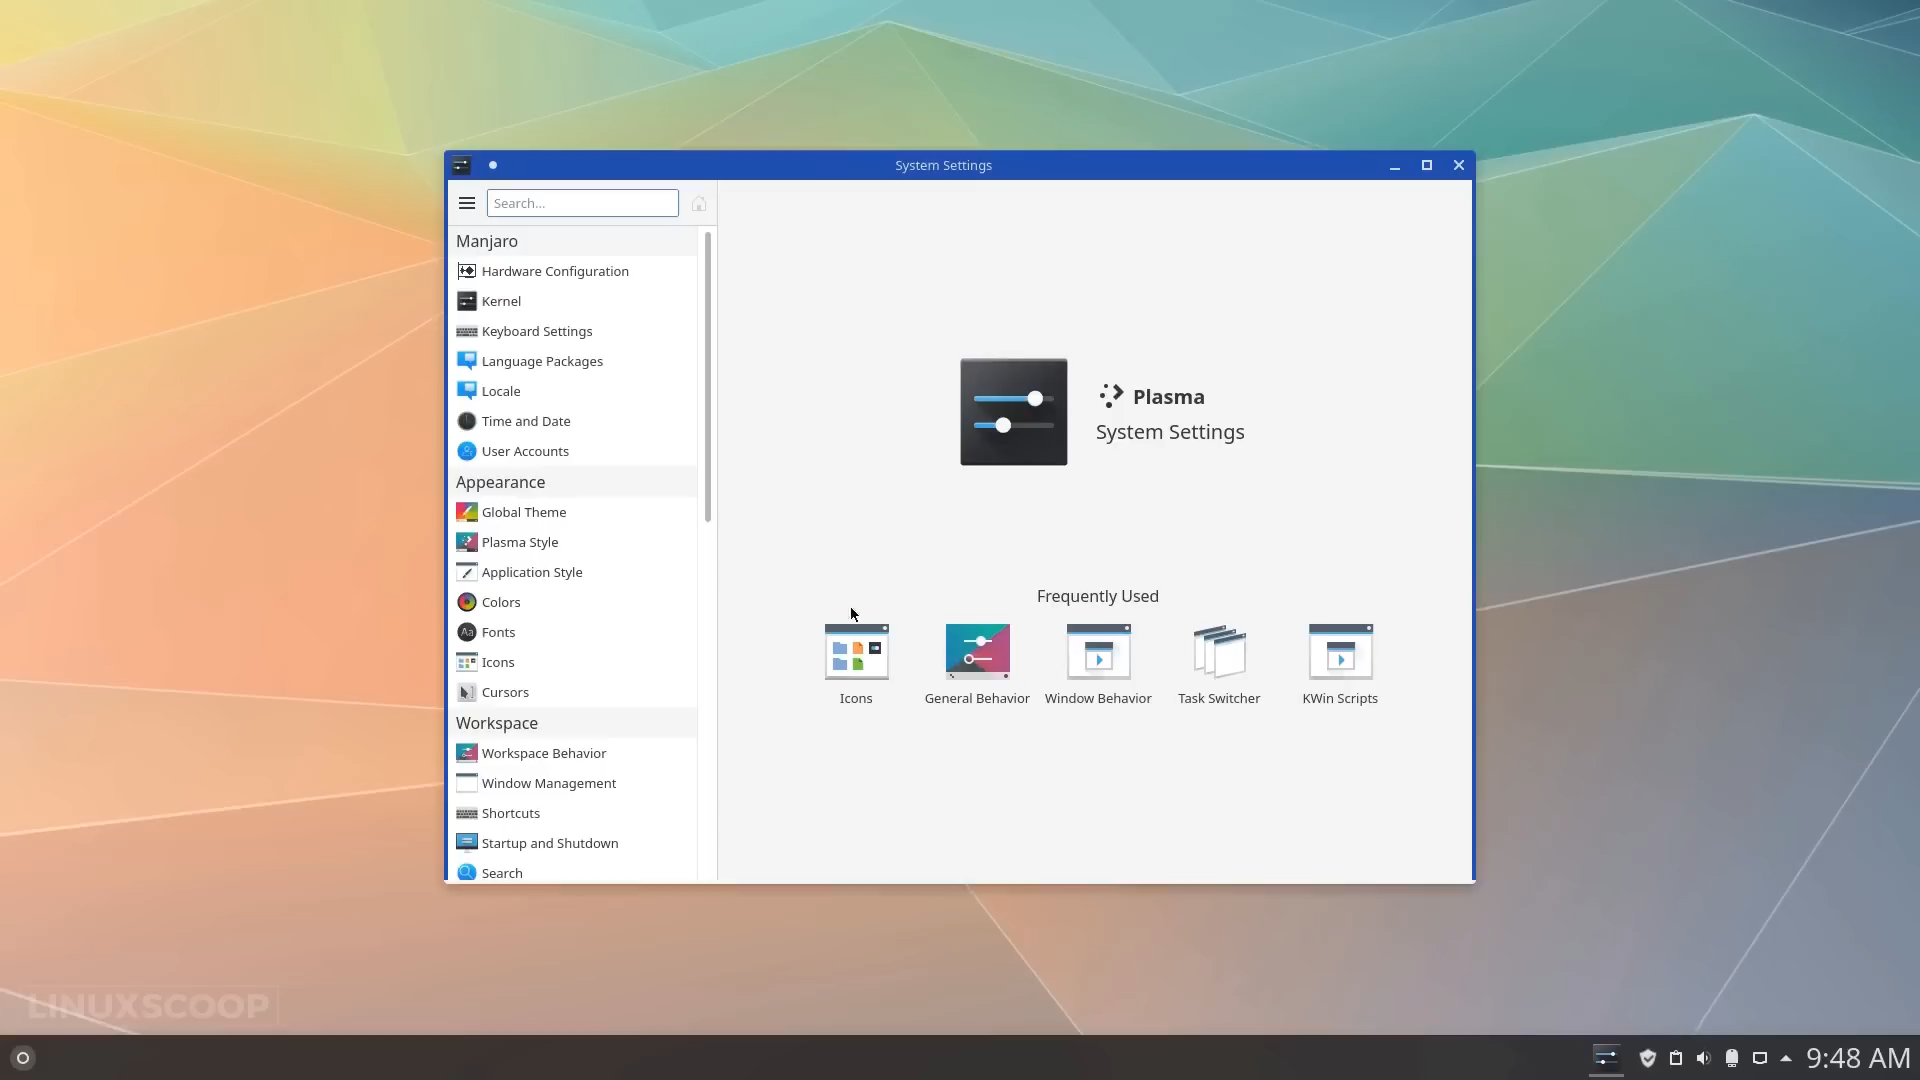 System Settings
Search...
Manjaro
Hardware Configuration
Kernel
Keyboard Settings
Language Packages
Locale
Time and Date
User Accounts
Appearance
Global Theme
Plasma Style
Application Style
Colors
Aa Fonts
Icons
Cursors
Workspace
Workspace Behavior
Window Management
Shortcuts
Startup and Shutdown
Search
Plasma
System Settings
Frequently Used
Icons
General Behavior
Window Behavior
Task Switcher
KWin Scripts
LINUXSCOOP
9:48 AM